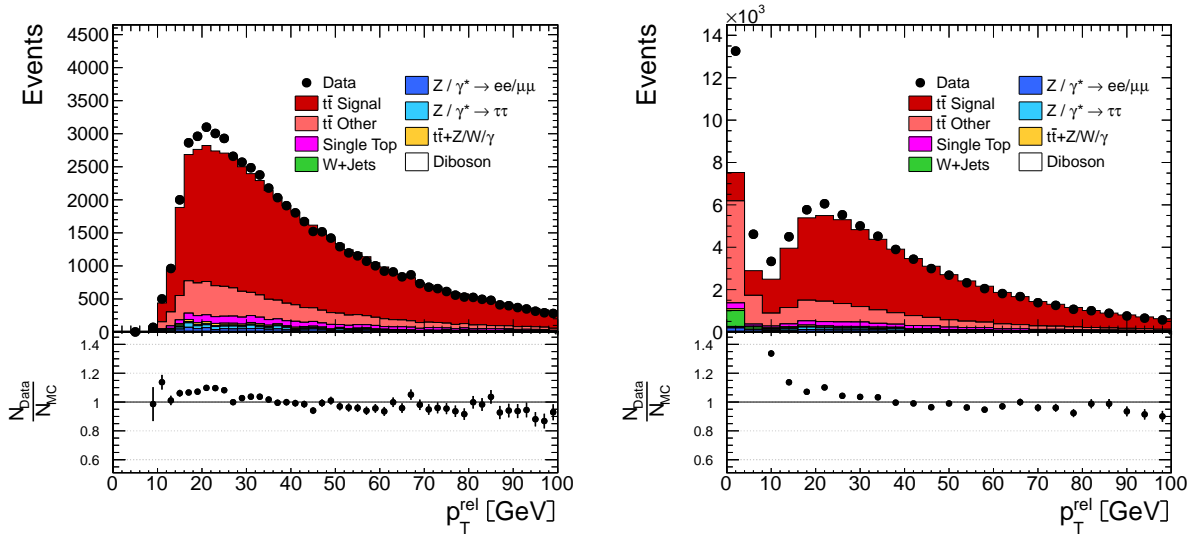 Events
4500
4000
3500
3000
2500
2000
1500
1000
500
0
Data
tt̄ Signal
tt̄ Other
Single Top
W+Jets
Z / γ* → ee/μμ
Z / γ* → ττ
tt̄+Z/W/γ
Diboson
N_Data / N_MC
1.4
1.2
1
0.8
0.6
0 10 20 30 40 50 60 70 80 90 100
p_T^rel [GeV]
×10³
Events
14
12
10
8
6
4
2
0
Data
tt̄ Signal
tt̄ Other
Single Top
W+Jets
Z / γ* → ee/μμ
Z / γ* → ττ
tt̄+Z/W/γ
Diboson
N_Data / N_MC
1.4
1.2
1
0.8
0.6
0 10 20 30 40 50 60 70 80 90 100
p_T^rel [GeV]